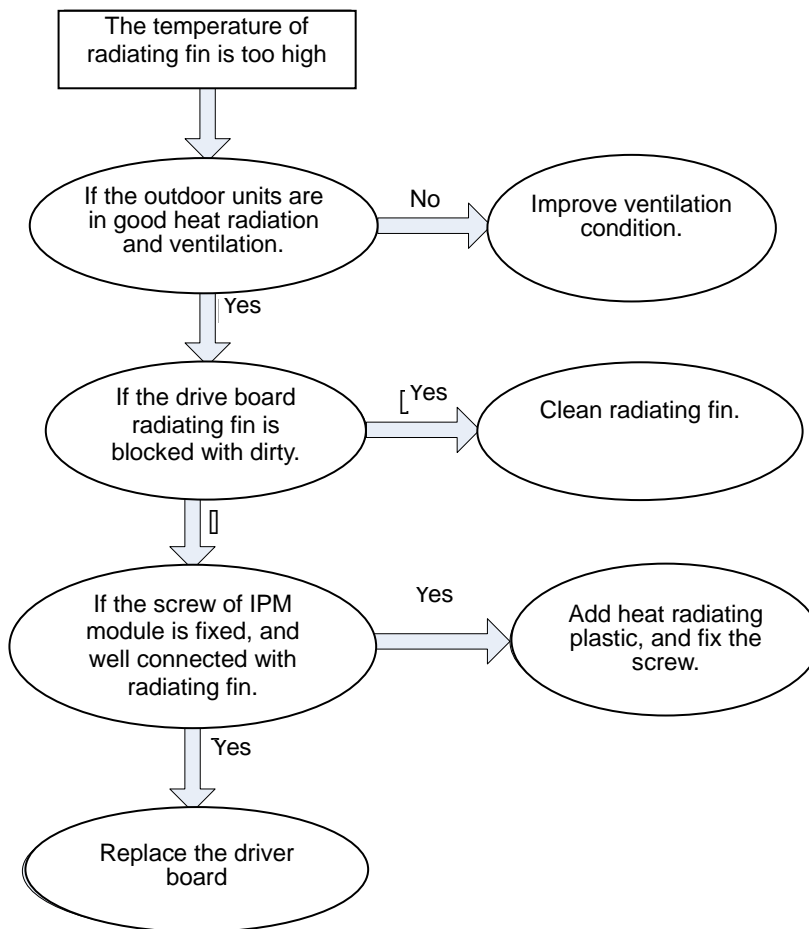 The temperature of
radiating fin is too high
If the outdoor units are
in good heat radiation
and ventilation.
No
Improve ventilation
condition.
Yes
If the drive board
radiating fin is
blocked with dirty.
Yes
Clean radiating fin.
If the screw of IPM
module is fixed, and
well connected with
radiating fin.
Yes
Add heat radiating
plastic, and fix the
screw.
Yes
Replace the driver
board